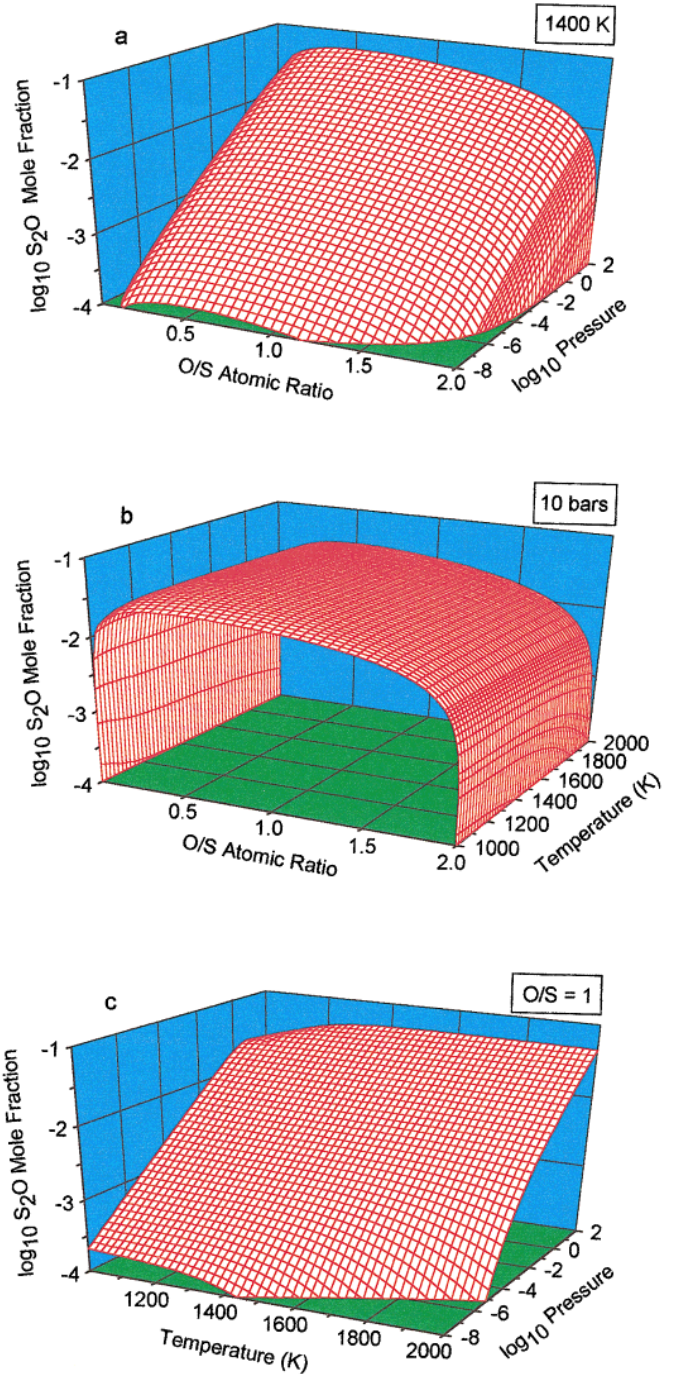 a
1400 K
-1
-2
-3
-4
log10 S2O Mole Fraction
0.5
1.0
1.5
2.0
O/S Atomic Ratio
2
0
-2
-4
-6
-8
log10 Pressure
b
10 bars
-1
-2
-3
-4
log10 S2O Mole Fraction
0.5
1.0
1.5
2.0
O/S Atomic Ratio
2000
1800
1600
1400
1200
1000
Temperature (K)
c
O/S = 1
-1
-2
-3
-4
log10 S2O Mole Fraction
1200
1400
1600
1800
2000
Temperature (K)
2
0
-2
-4
-6
-8
log10 Pressure